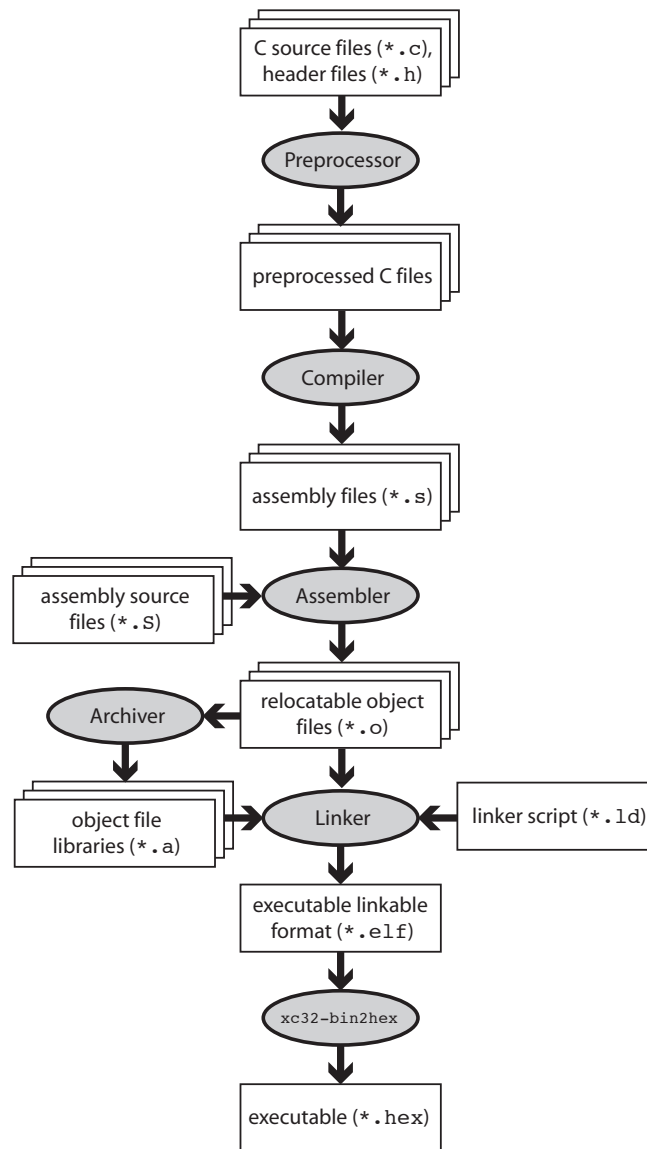 C source files (*.c),
header files (*.h)
Preprocessor
preprocessed C files
Compiler
assembly files (*.s)
assembly source
files (*.S)
Assembler
Archiver
relocatable object
files (*.o)
object file
libraries (*.a)
Linker
linker script (*.ld)
executable linkable
format (*.elf)
xc32-bin2hex
executable (*.hex)